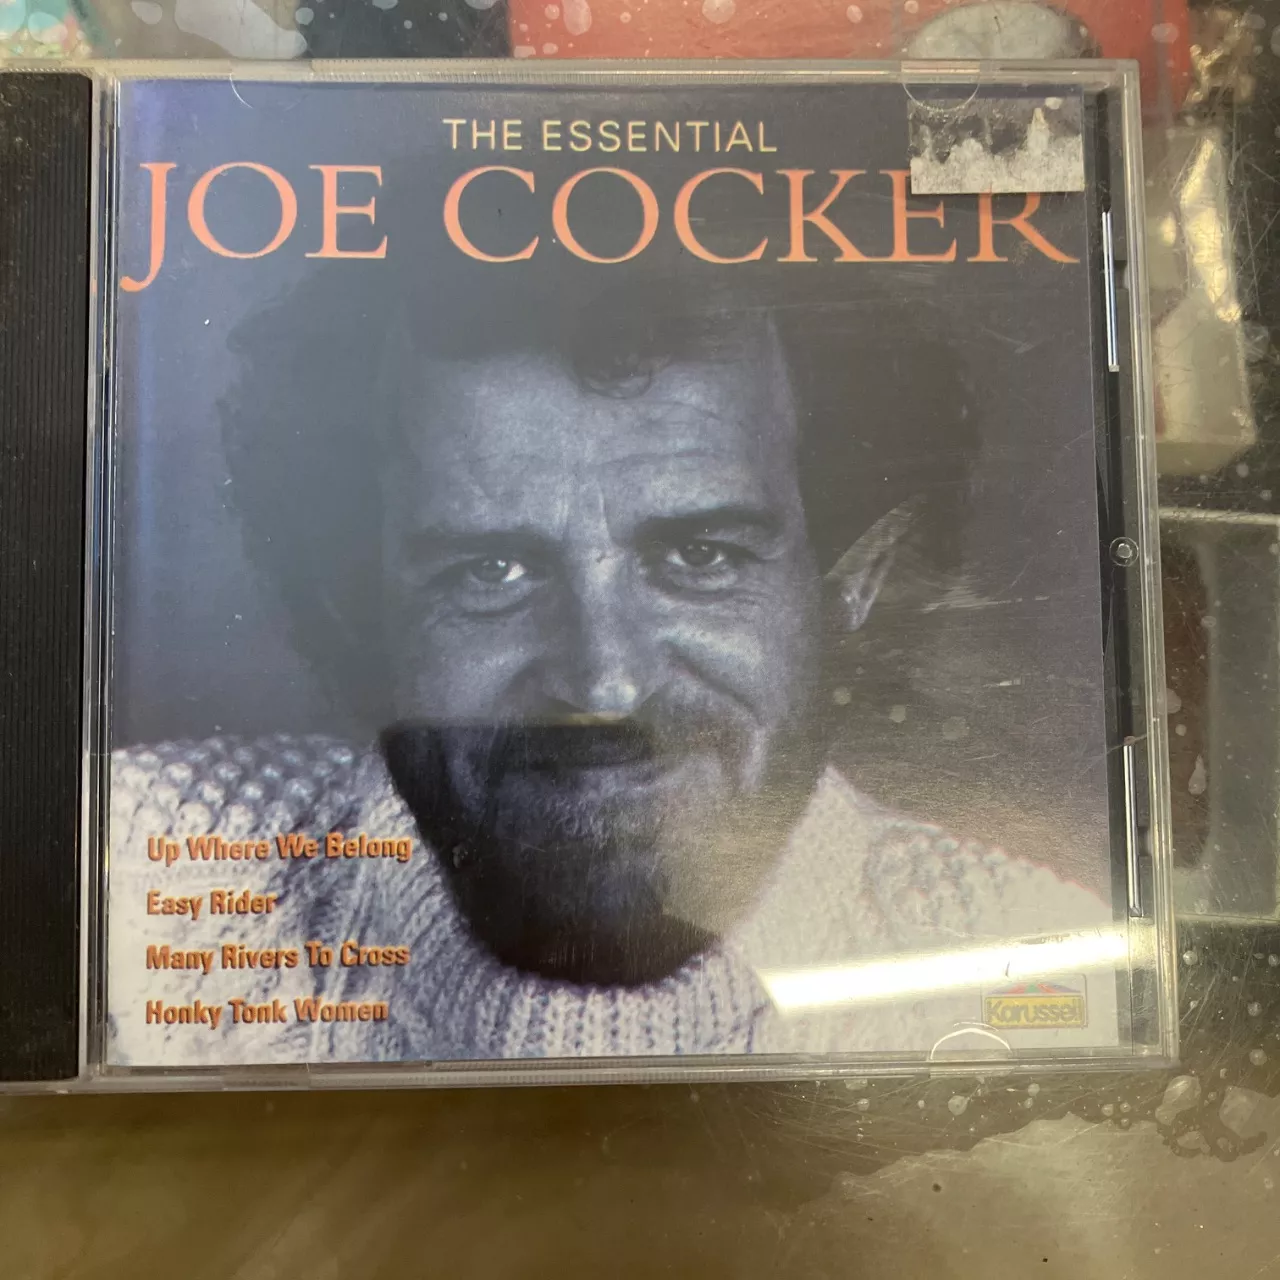 THE ESSENTIAL
JOE COCKER
Up Where We Belong
Easy Rider
Many Rivers To Cross
Honky Tonk Women
Karussell